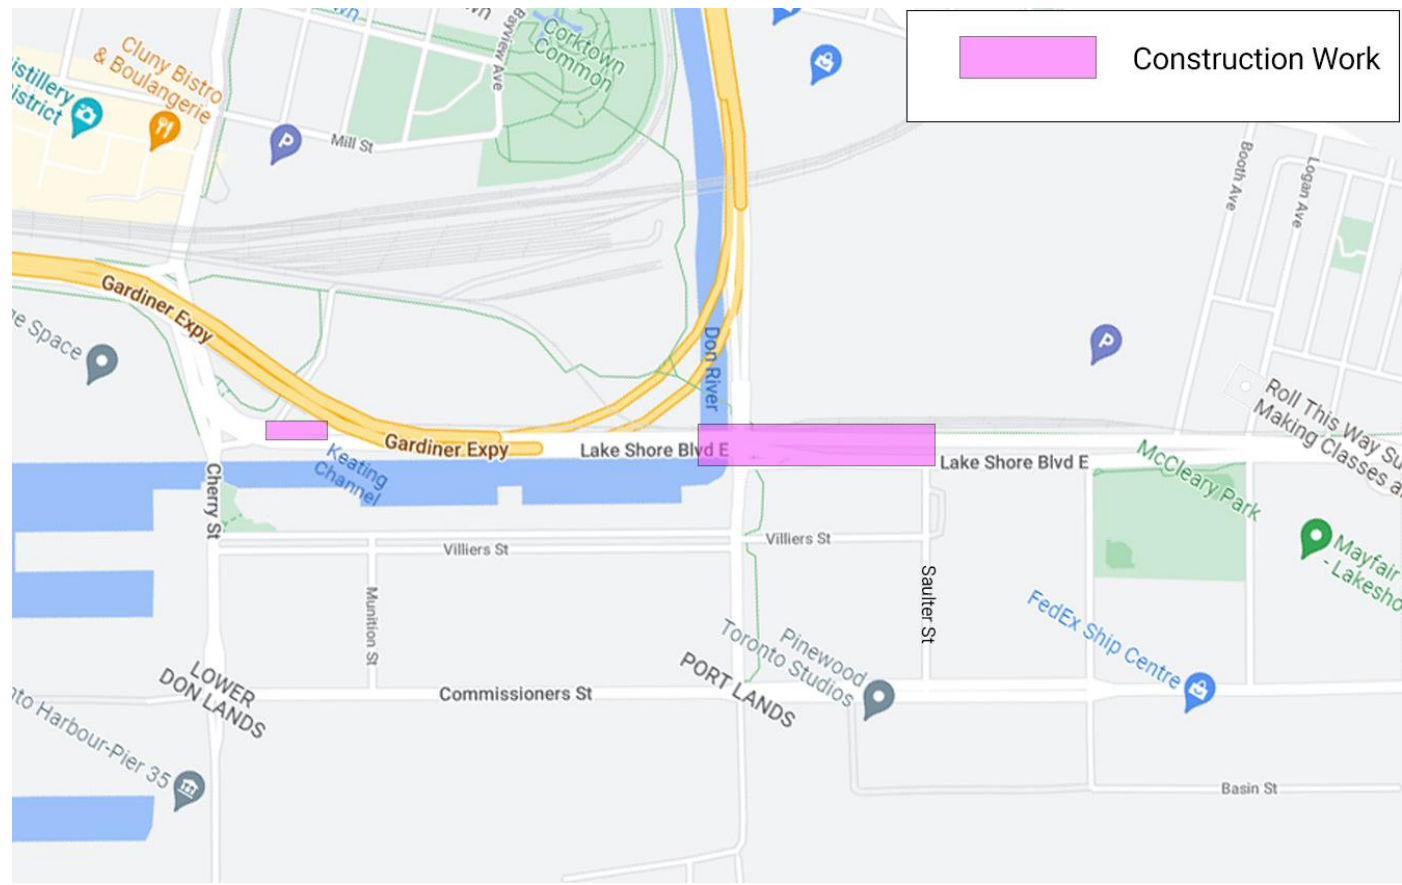 wn
Bayview Ave
Corktown
Common
Construction Work
Cluny Bistro
& Boulangerie
istillery
istrict
P
Mill St
Booth Ave
Logan Ave
Gardiner Expy
e Space
Don River
P
Roll This Way Su
Making Classes a
Gardiner Expy
Lake Shore Blvd E
Lake Shore Blvd E
Keating
Channel
McCleary Park
Cherry St
Villiers St
Villiers St
Mayfair
- Lakesho
Munition St
Saulter St
FedEx Ship Centre
Pinewood
Toronto Studios
LOWER
DON LANDS
Commissioners St
PORT LANDS
nto Harbour-Pier 35
Basin St